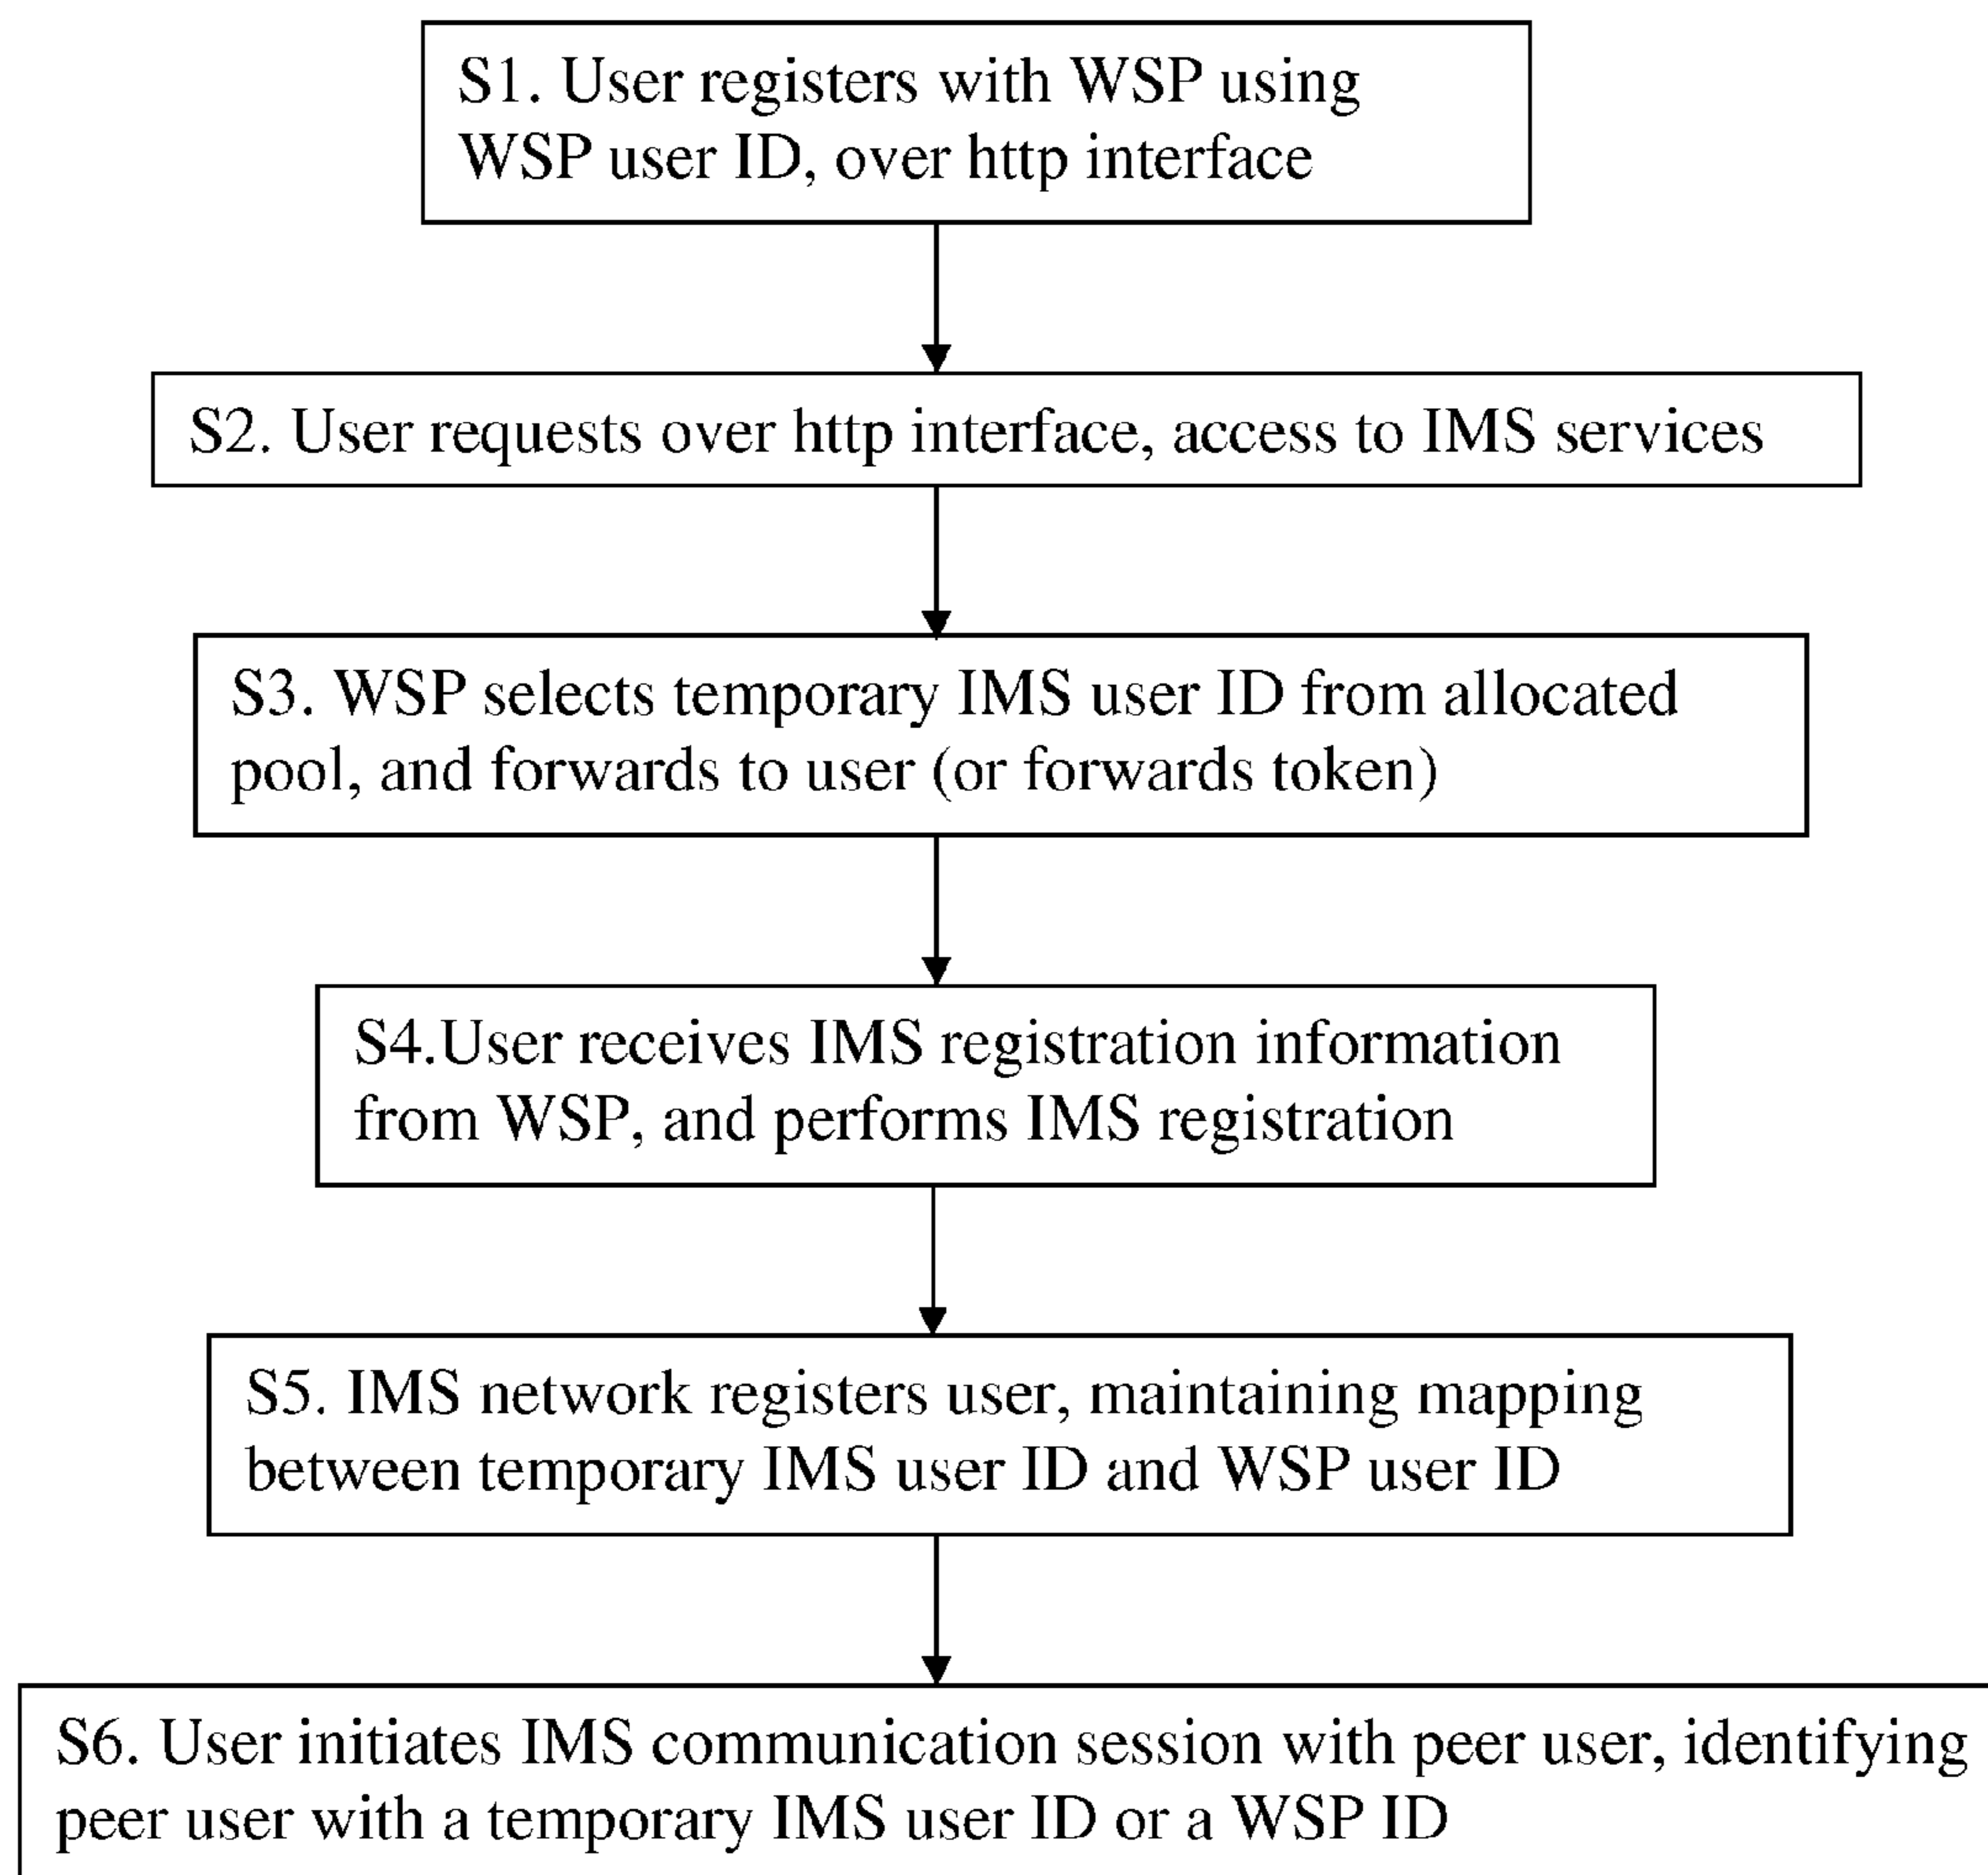 S1. User registers with WSP using
WSP user ID, over http interface
S2. User requests over http interface, access to IMS services
S3. WSP selects temporary IMS user ID from allocated
pool, and forwards to user (or forwards token)
S4.User receives IMS registration information
from WSP, and performs IMS registration
S5. IMS network registers user, maintaining mapping
between temporary IMS user ID and WSP user ID
S6. User initiates IMS communication session with peer user, identifying
peer user with a temporary IMS user ID or a WSP ID